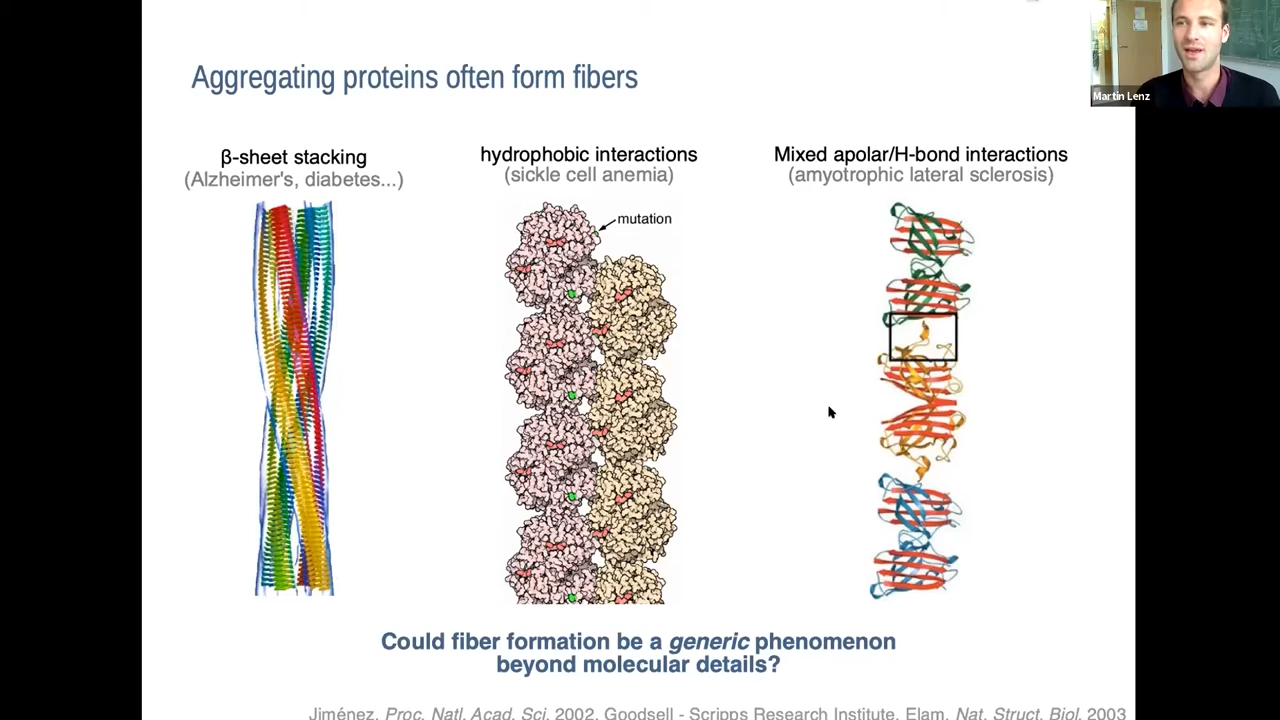 Aggregating proteins often form fibers
Martin Lenz
β-sheet stacking
(Alzheimer's, diabetes...)
hydrophobic interactions
(sickle cell anemia)
Mixed apolar/H-bond interactions
(amyotrophic lateral sclerosis)
mutation
Could fiber formation be a generic phenomenon
beyond molecular details?
Jiménez, Proc. Natl. Acad. Sci. 2002, Goodsell - Scripps Research Institute, Elam, Nat. Struct. Biol. 2003